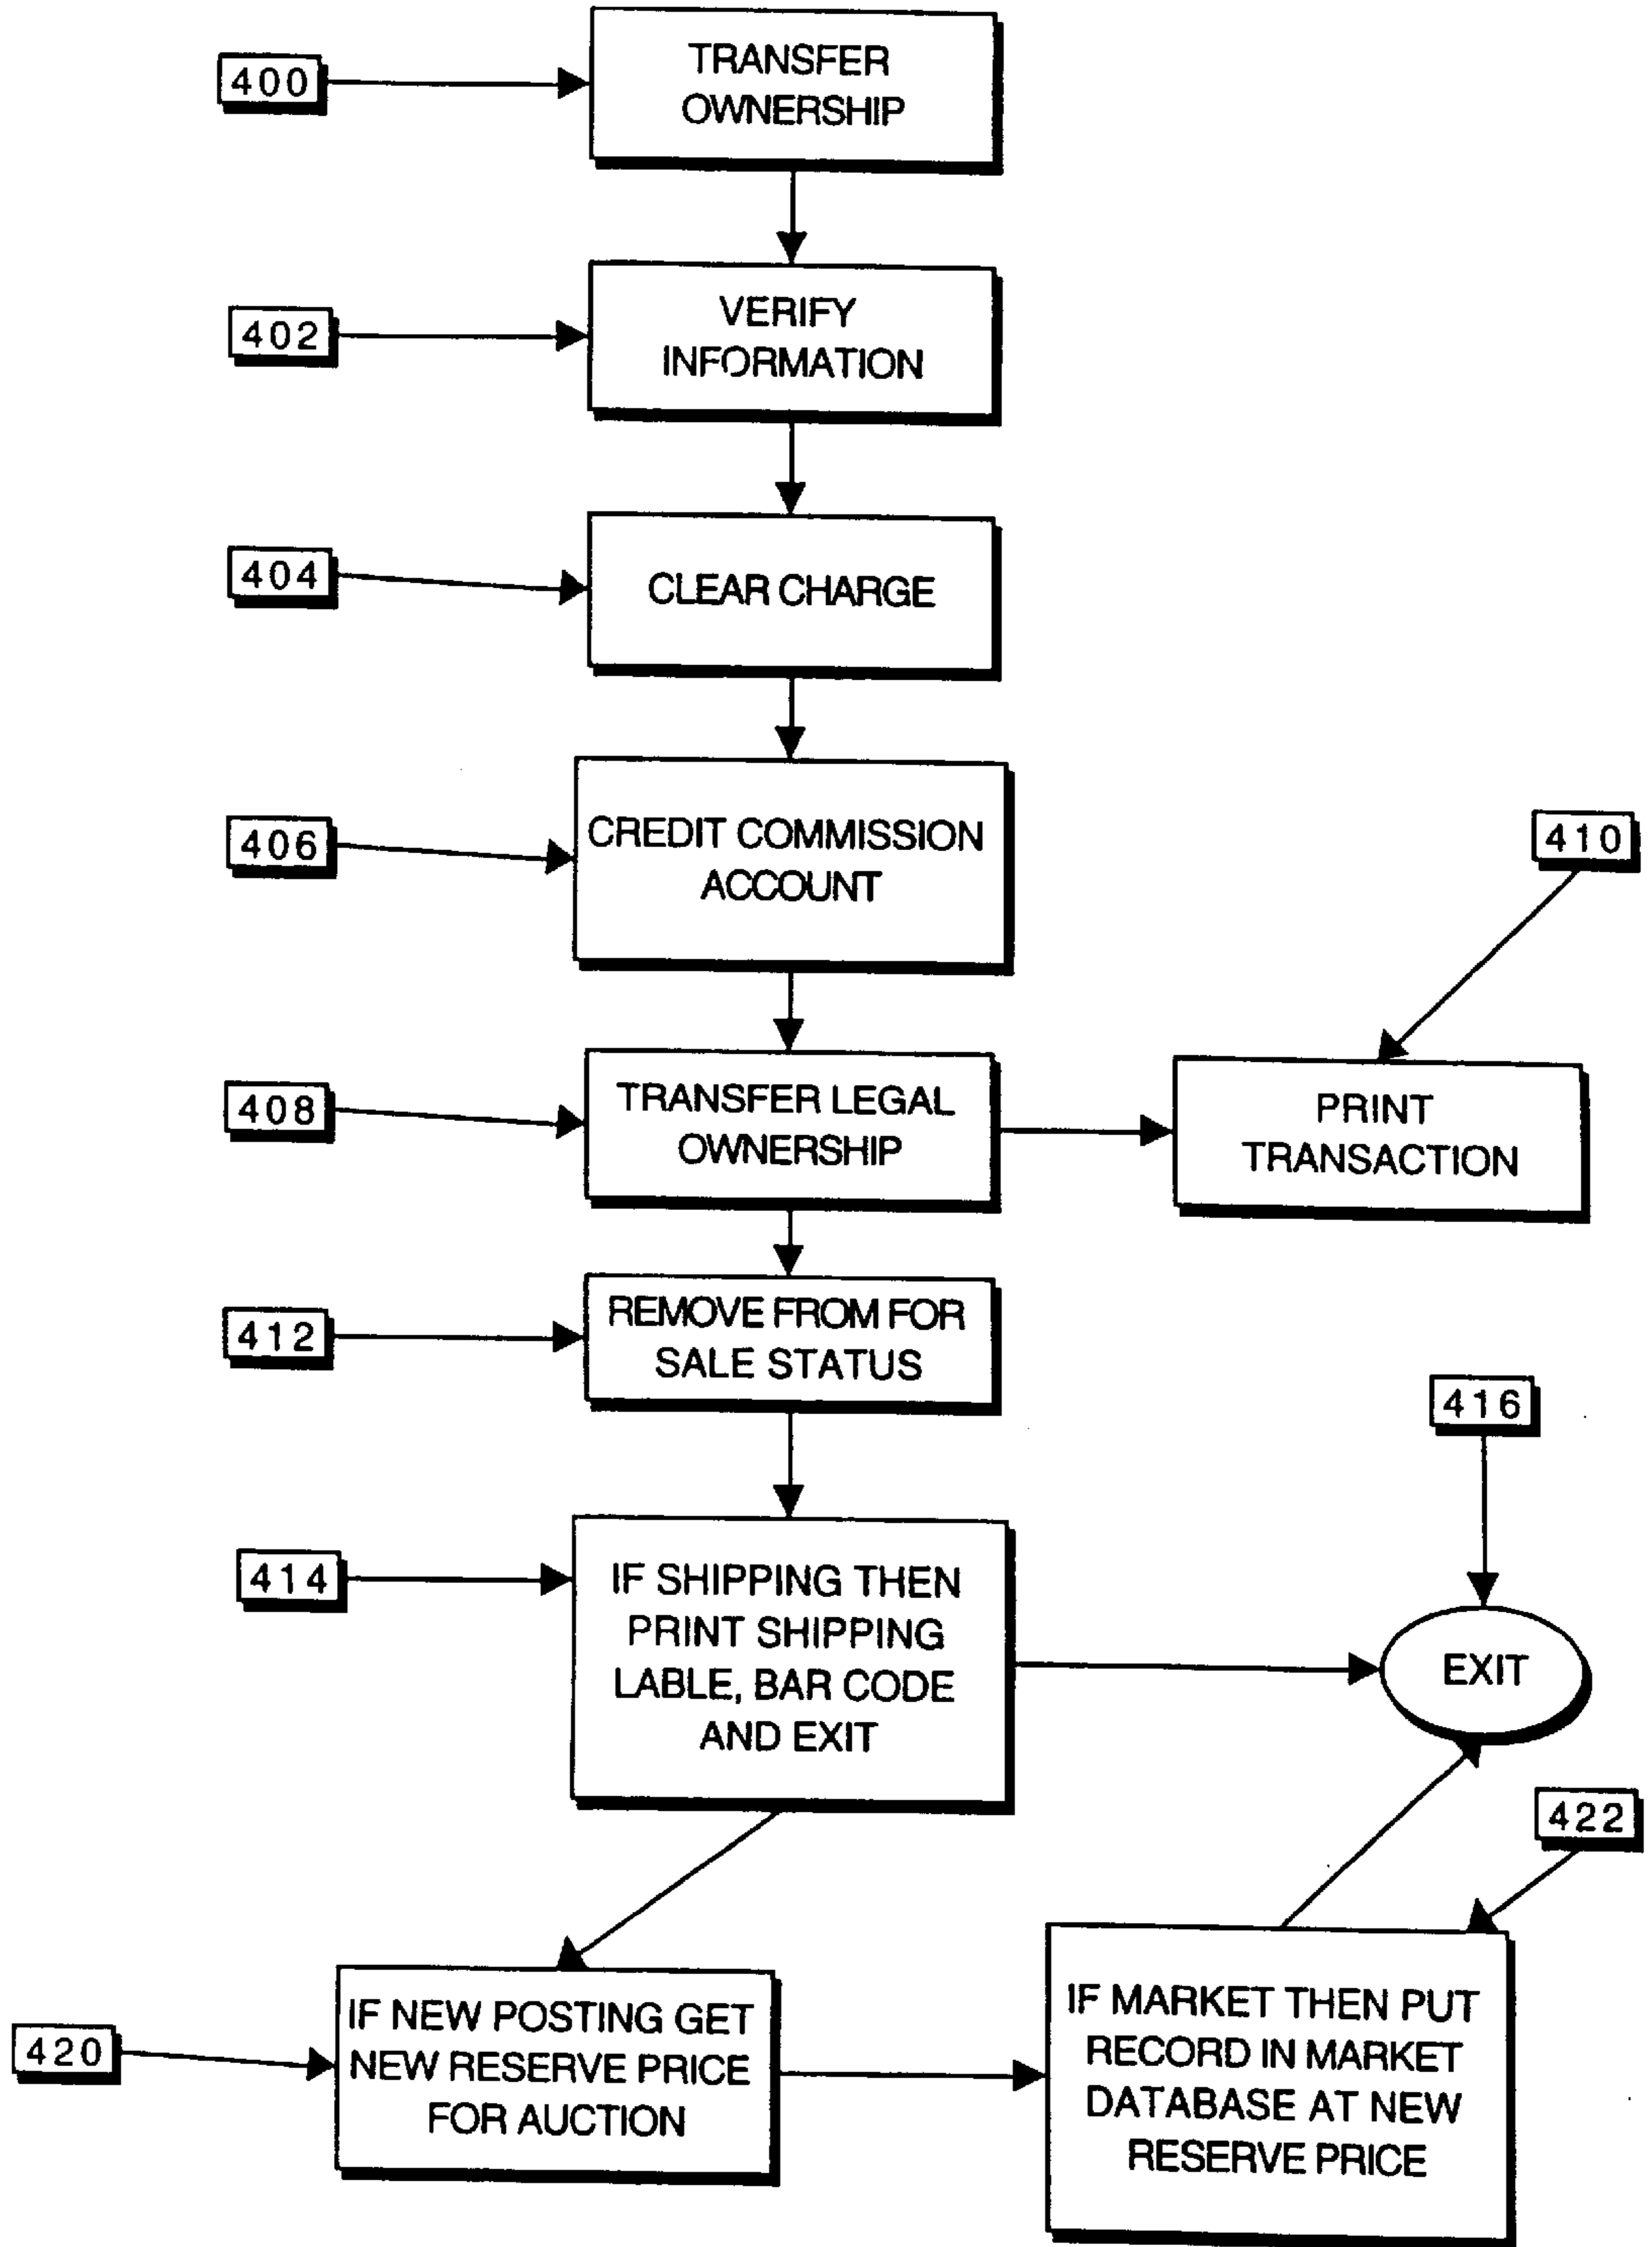 400
TRANSFER
OWNERSHIP
402
VERIFY
INFORMATION
404
CLEAR CHARGE
406
CREDIT COMMISSION
ACCOUNT
410
408
TRANSFER LEGAL
OWNERSHIP
PRINT
TRANSACTION
412
REMOVE FROM FOR
SALE STATUS
416
414
IF SHIPPING THEN
PRINT SHIPPING
LABLE, BAR CODE
AND EXIT
EXIT
422
420
IF NEW POSTING GET
NEW RESERVE PRICE
FOR AUCTION
IF MARKET THEN PUT
RECORD IN MARKET
DATABASE AT NEW
RESERVE PRICE